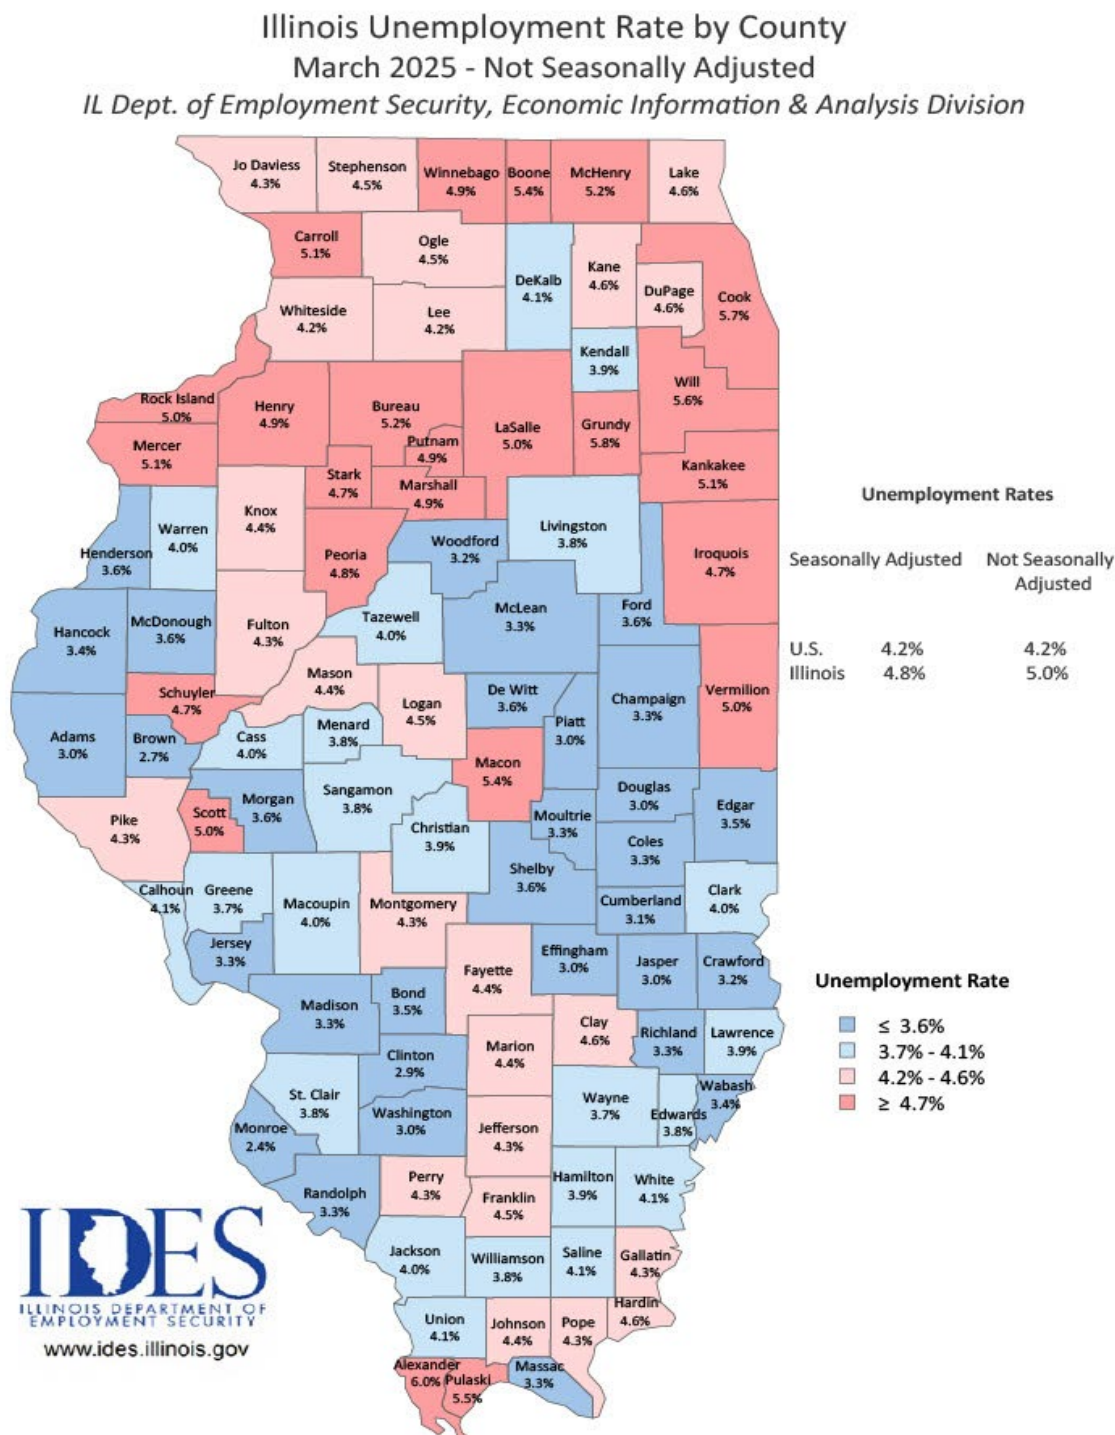 Illinois Unemployment Rate by County
March 2025 - Not Seasonally Adjusted
IL Dept. of Employment Security, Economic Information & Analysis Division
Jo Daviess
4.3%
Stephenson
4.5%
Winnebago
4.9%
Boone
5.4%
McHenry
5.2%
Lake
4.6%
Carroll
5.1%
Ogle
4.5%
DeKalb
4.1%
Kane
4.6%
DuPage
4.6%
Cook
5.7%
Whiteside
4.2%
Lee
4.2%
Kendall
3.9%
Will
5.6%
Rock Island
5.0%
Henry
4.9%
Bureau
5.2%
Putnam
4.9%
LaSalle
5.0%
Grundy
5.8%
Mercer
5.1%
Kankakee
5.1%
Stark
4.7%
Marshall
4.9%
Knox
4.4%
Warren
4.0%
Henderson
3.6%
Peoria
4.8%
Woodford
3.2%
Livingston
3.8%
Iroquois
4.7%
Unemployment Rates
Seasonally Adjusted
Not Seasonally
Adjusted
U.S. 4.2% 4.2%
Illinois 4.8% 5.0%
Hancock
3.4%
McDonough
3.6%
Fulton
4.3%
Tazewell
4.0%
McLean
3.3%
Ford
3.6%
Mason
4.4%
Logan
4.5%
De Witt
3.6%
Piatt
3.0%
Champaign
3.3%
Vermilion
5.0%
Schuyler
4.7%
Adams
3.0%
Brown
2.7%
Cass
4.0%
Menard
3.8%
Macon
5.4%
Sangamon
3.8%
Morgan
3.6%
Scott
5.0%
Pike
4.3%
Christian
3.9%
Moultrie
3.3%
Douglas
3.0%
Edgar
3.5%
Coles
3.3%
Shelby
3.6%
Calhoun
4.1%
Greene
3.7%
Macoupin
4.0%
Montgomery
4.3%
Cumberland
3.1%
Clark
4.0%
Jersey
3.3%
Fayette
4.4%
Effingham
3.0%
Jasper
3.0%
Crawford
3.2%
Madison
3.3%
Bond
3.5%
Clay
4.6%
Richland
3.3%
Lawrence
3.9%
Clinton
2.9%
Marion
4.4%
Unemployment Rate
≤ 3.6%
3.7% - 4.1%
4.2% - 4.6%
≥ 4.7%
St. Clair
3.8%
Washington
3.0%
Wayne
3.7%
Edwards
3.8%
Wabash
3.4%
Monroe
2.4%
Jefferson
4.3%
Randolph
3.3%
Perry
4.3%
Franklin
4.5%
Hamilton
3.9%
White
4.1%
Jackson
4.0%
Williamson
3.8%
Saline
4.1%
Gallatin
4.3%
Union
4.1%
Johnson
4.4%
Pope
4.3%
Hardin
4.6%
Alexander
6.0%
Pulaski
5.5%
Massac
3.3%
IDES
ILLINOIS DEPARTMENT OF
EMPLOYMENT SECURITY
www.ides.illinois.gov